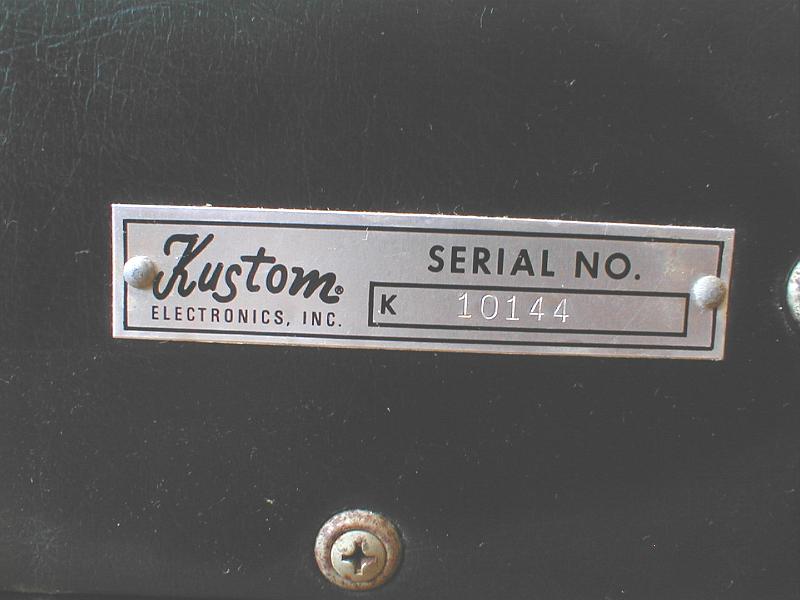 Kustom®
ELECTRONICS, INC.
SERIAL NO.
K 10144